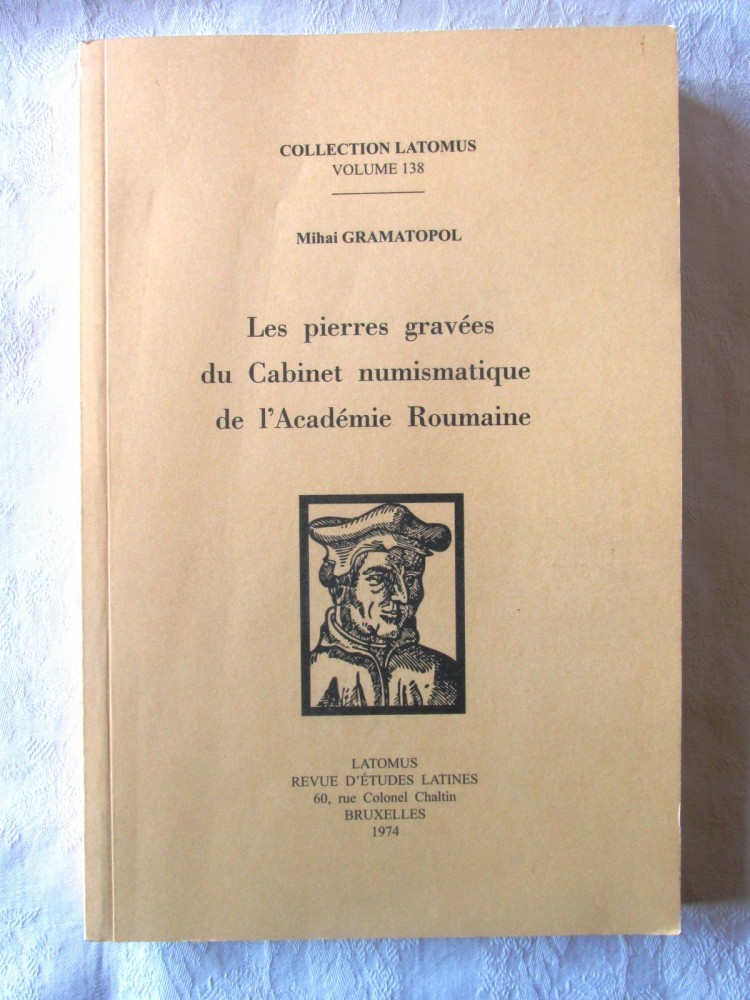 COLLECTION LATOMUS
VOLUME 138
Mihai GRAMATOPOL
Les pierres gravées
du Cabinet numismatique
de l'Académie Roumaine
LATOMUS
REVUE D'ÉTUDES LATINES
60, rue Colonel Chaltin
BRUXELLES
1974